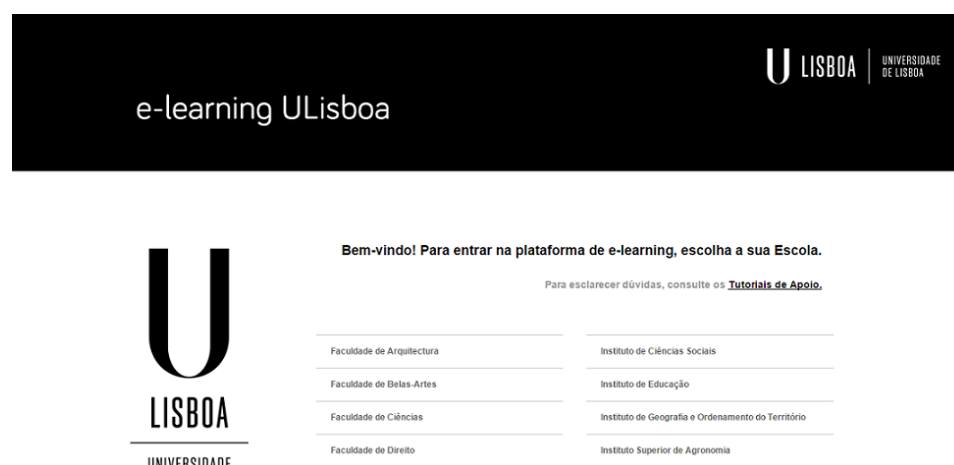 LISBOA
UNIVERSIDADE
DE LISBOA
e-learning ULisboa
Bem-vindo! Para entrar na plataforma de e-learning, escolha a sua Escola.
Para esclarecer dúvidas, consulte os Tutoriais de Apoio.
LISBOA
UNIVERSIDADE
Faculdade de Arquitectura
Faculdade de Belas-Artes
Faculdade de Ciências
Faculdade de Direito
Instituto de Ciências Sociais
Instituto de Educação
Instituto de Geografia e Ordenamento do Território
Instituto Superior de Agronomia